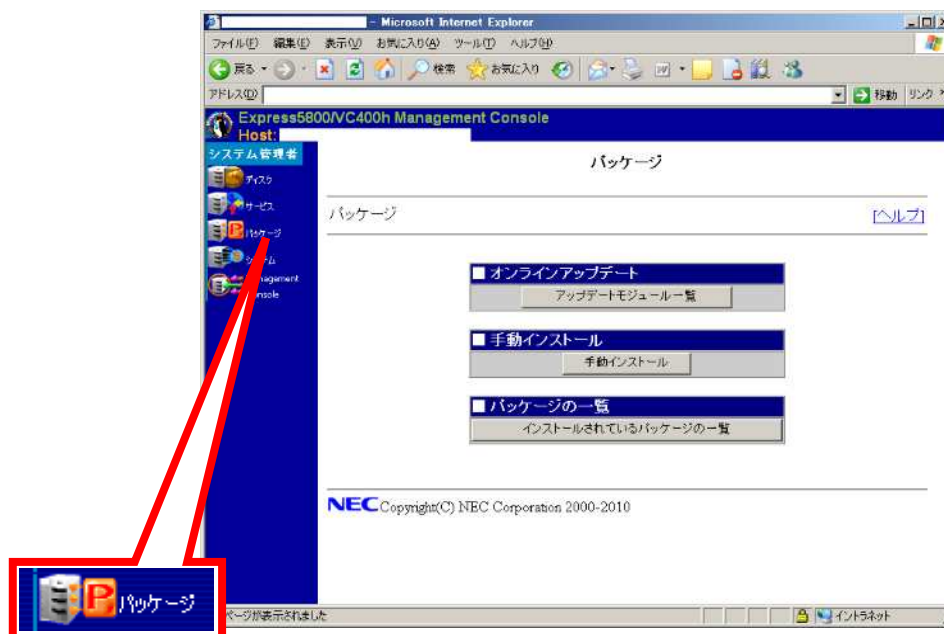 - Microsoft Internet Explorer
ファイル(F) 編集(E) 表示(V) お気に入り(A) ツール(T) ヘルプ(H)
戻る 検索 お気に入り
アドレス(D) 移動 リンク »
Express5800/VC400h Management Console
Host:
システム管理者
ディスク
サービス
パッケージ
システム
Management
Console
パッケージ
パッケージ [ヘルプ]
■ オンラインアップデート
アップデートモジュール一覧
■ 手動インストール
手動インストール
■ パッケージの一覧
インストールされているパッケージの一覧
NEC Copyright(C) NEC Corporation 2000-2010
パッケージ
ページが表示されました イントラネット